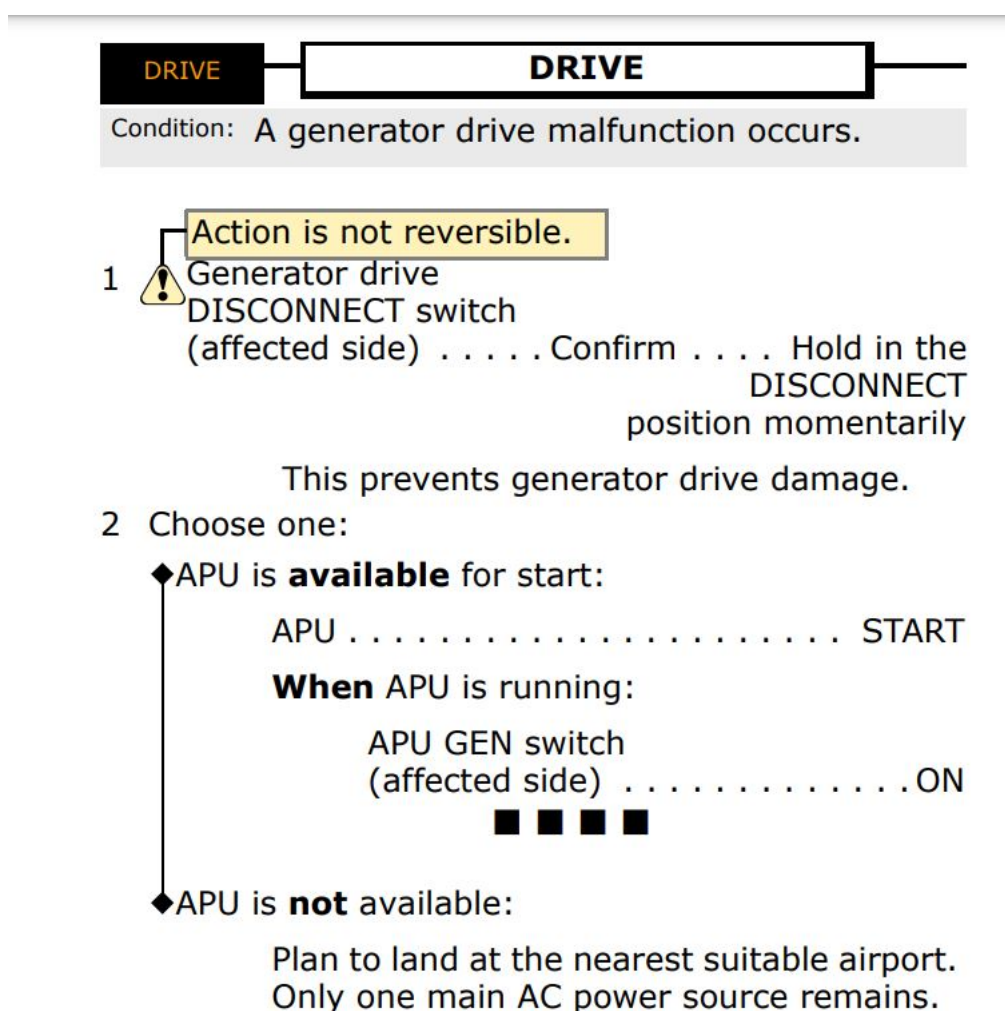 DRIVE
DRIVE
Condition: A generator drive malfunction occurs.
Action is not reversible.
1 Generator drive
DISCONNECT switch
(affected side) . . . . . Confirm . . . . Hold in the
DISCONNECT
position momentarily
This prevents generator drive damage.
2 Choose one:
◆APU is available for start:
APU . . . . . . . . . . . . . . . . . . . . . . START
When APU is running:
APU GEN switch
(affected side) . . . . . . . . . . . . . ON
■ ■ ■ ■
◆APU is not available:
Plan to land at the nearest suitable airport.
Only one main AC power source remains.